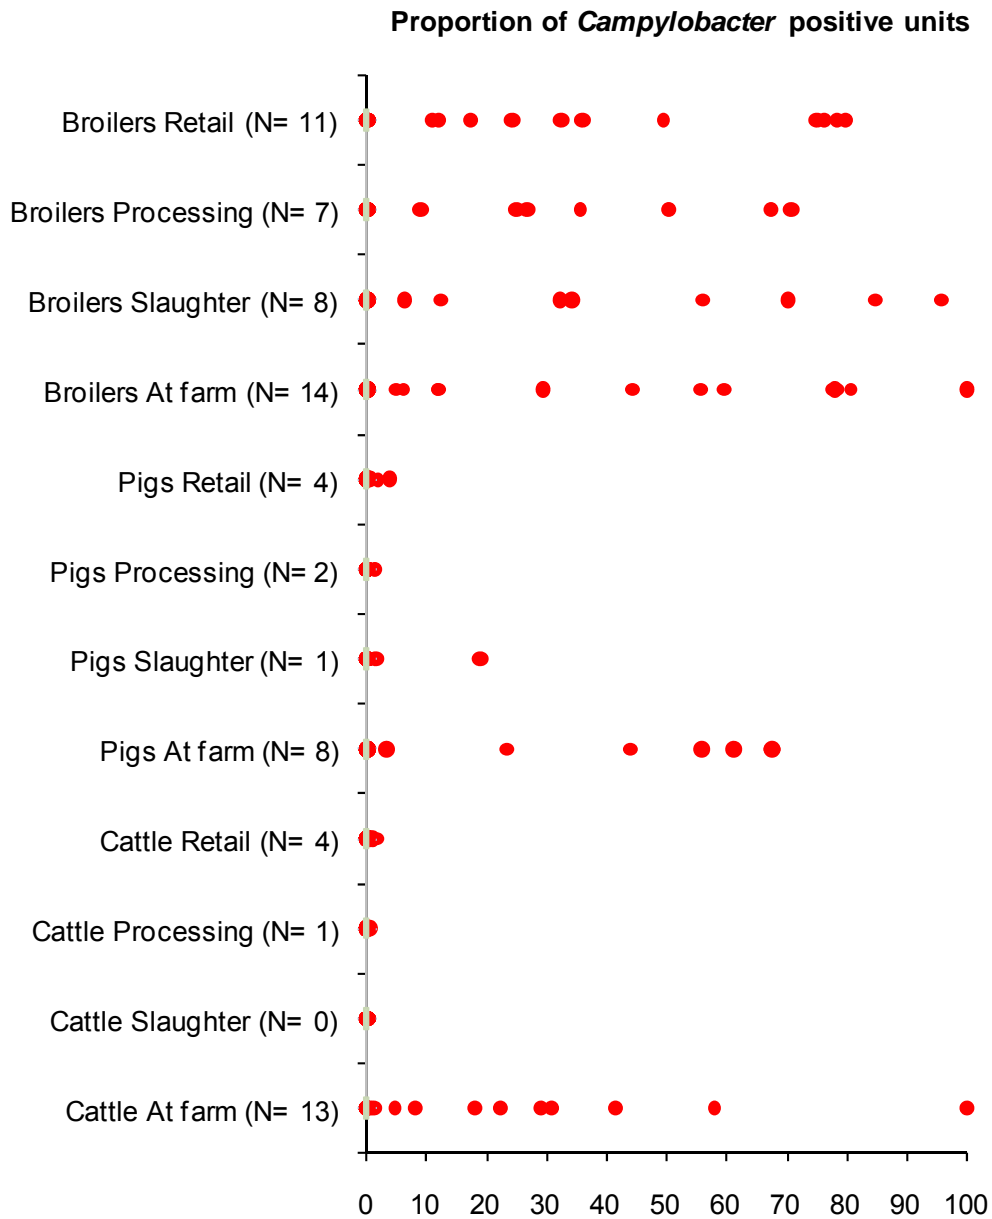 Proportion of Campylobacter positive units
Broilers Retail (N= 11)
Broilers Processing (N= 7)
Broilers Slaughter (N= 8)
Broilers At farm (N= 14)
Pigs Retail (N= 4)
Pigs Processing (N= 2)
Pigs Slaughter (N= 1)
Pigs At farm (N= 8)
Cattle Retail (N= 4)
Cattle Processing (N= 1)
Cattle Slaughter (N= 0)
Cattle At farm (N= 13)
0 10 20 30 40 50 60 70 80 90 100